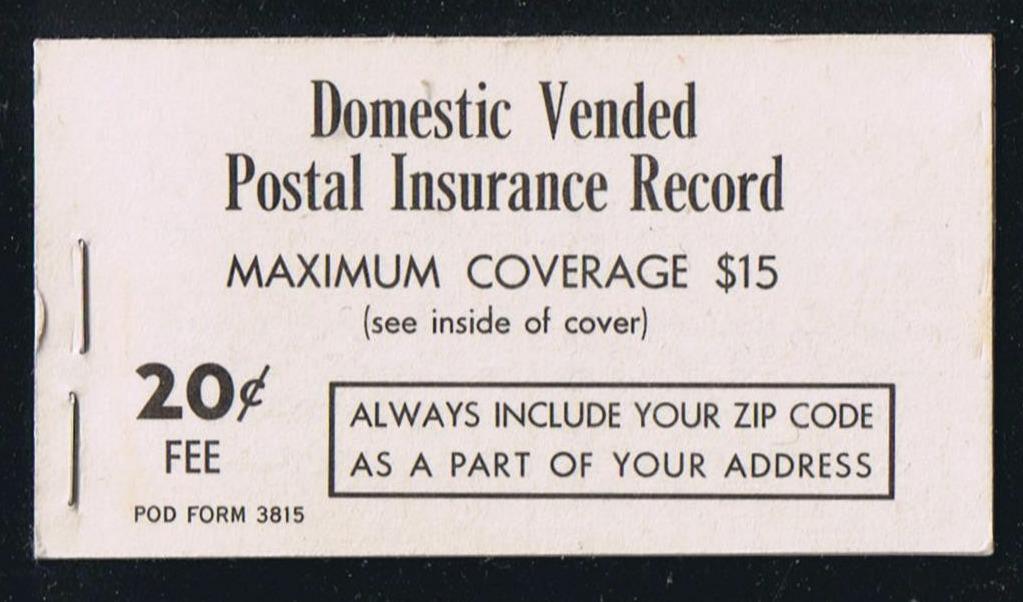 Domestic Vended
Postal Insurance Record
MAXIMUM COVERAGE $15
(see inside of cover)
20¢
FEE
ALWAYS INCLUDE YOUR ZIP CODE
AS A PART OF YOUR ADDRESS
POD FORM 3815